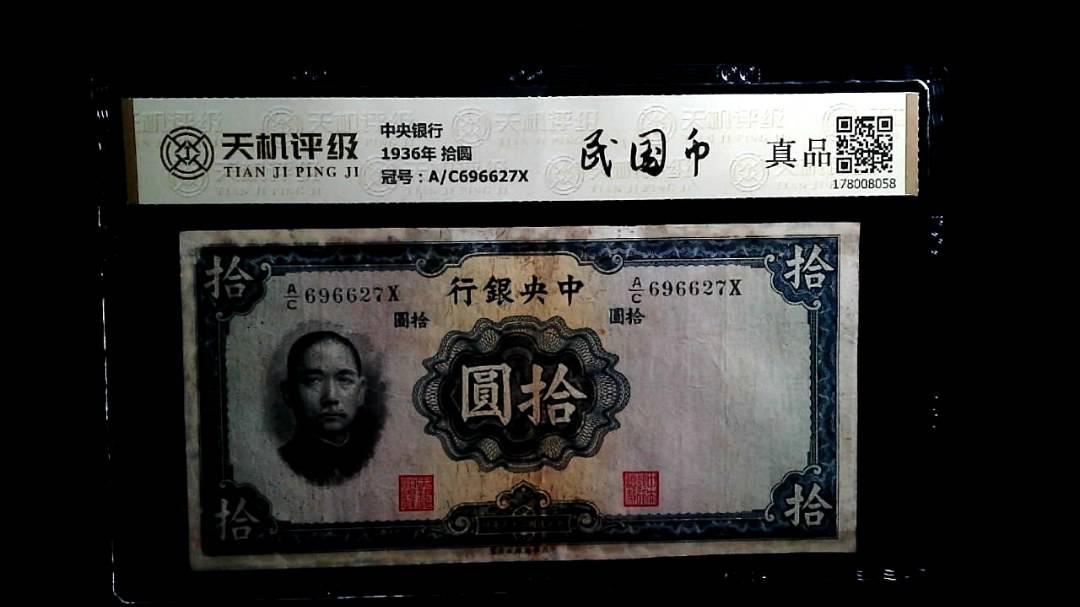 天机评级
TIAN JI PING JI
中央银行
1936年 拾圆
冠号：A/C696627X
民国币
真品
178008058
拾
拾
A/C 696627X
行銀央中
A/C 696627X
圓拾
圓拾
圓拾
拾
拾